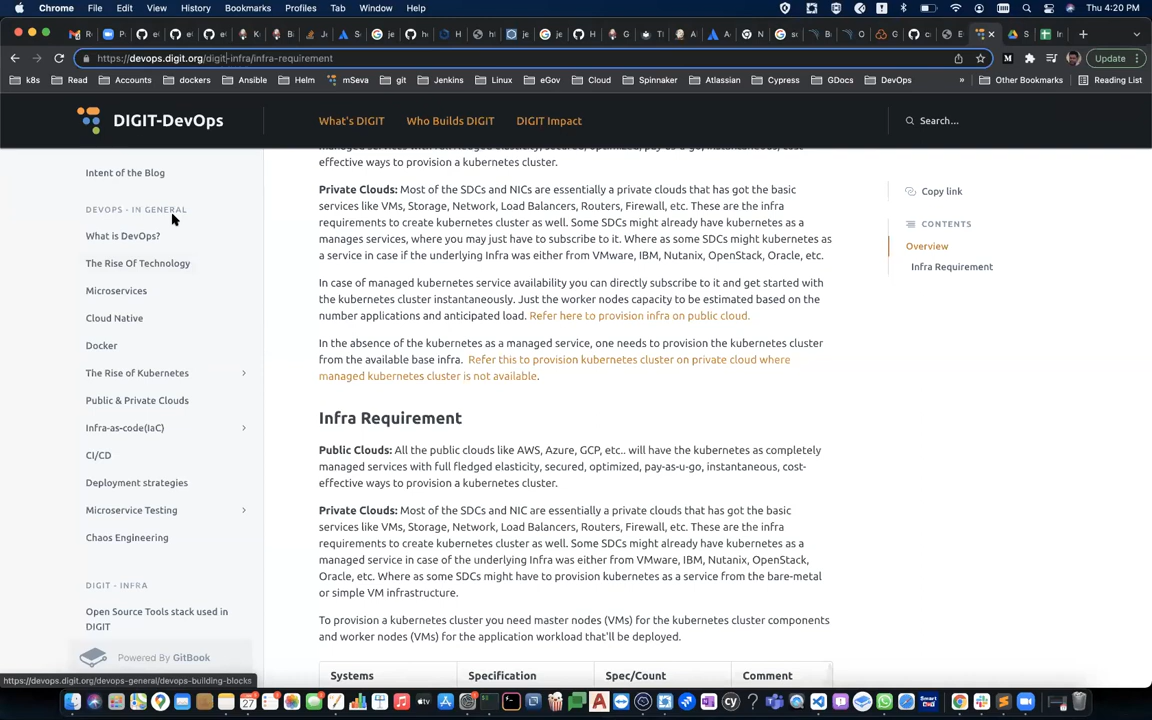 Chrome File Edit View History Bookmarks Profiles Tab Window Help Thu 4:20 PM
https://devops.digit.org/digit-infra/infra-requirement Update
k8s Read Accounts dockers Ansible Helm mSeva git Jenkins Linux eGov Cloud Spinnaker Atlassian Cypress GDocs DevOps » Other Bookmarks Reading List
DIGIT-DevOps What's DIGIT Who Builds DIGIT DIGIT Impact Search...
Intent of the Blog
DEVOPS - IN GENERAL
What is DevOps?
The Rise Of Technology
Microservices
Cloud Native
Docker
The Rise of Kubernetes
Public & Private Clouds
Infra-as-code(IaC)
CI/CD
Deployment strategies
Microservice Testing
Chaos Engineering
DIGIT - INFRA
Open Source Tools stack used in
DIGIT
Powered By GitBook
https://devops.digit.org/devops-general/devops-building-blocks
managed services with full fledged elasticity, secured, optimized, pay-as-u-go, instantaneous, cost-
effective ways to provision a kubernetes cluster.
Private Clouds: Most of the SDCs and NICs are essentially a private clouds that has got the basic
services like VMs, Storage, Network, Load Balancers, Routers, Firewall, etc. These are the infra
requirements to create kubernetes cluster as well. Some SDCs might already have kubernetes as a
manages services, where you may just have to subscribe to it. Where as some SDCs might kubernetes as
a service in case if the underlying Infra was either from VMware, IBM, Nutanix, OpenStack, Oracle, etc.
In case of managed kubernetes service availability you can directly subscribe to it and get started with
the kubernetes cluster instantaneously. Just the worker nodes capacity to be estimated based on the
number applications and anticipated load. Refer here to provision infra on public cloud.
In the absence of the kubernetes as a managed service, one needs to provision the kubernetes cluster
from the available base infra. Refer this to provision kubernetes cluster on private cloud where
managed kubernetes cluster is not available.
Infra Requirement
Public Clouds: All the public clouds like AWS, Azure, GCP, etc.. will have the kubernetes as completely
managed services with full fledged elasticity, secured, optimized, pay-as-u-go, instantaneous, cost-
effective ways to provision a kubernetes cluster.
Private Clouds: Most of the SDCs and NIC are essentially a private clouds that has got the basic
services like VMs, Storage, Network, Load Balancers, Routers, Firewall, etc. These are the infra
requirements to create kubernetes cluster as well. Some SDCs might already have kubernetes as a
managed service in case of the underlying Infra was either from VMware, IBM, Nutanix, OpenStack,
Oracle, etc. Where as some SDCs might have to provision kubernetes as a service from the bare-metal
or simple VM infrastructure.
To provision a kubernetes cluster you need master nodes (VMs) for the kubernetes cluster components
and worker nodes (VMs) for the application workload that'll be deployed.
Systems Specification Spec/Count Comment
Copy link
CONTENTS
Overview
Infra Requirement